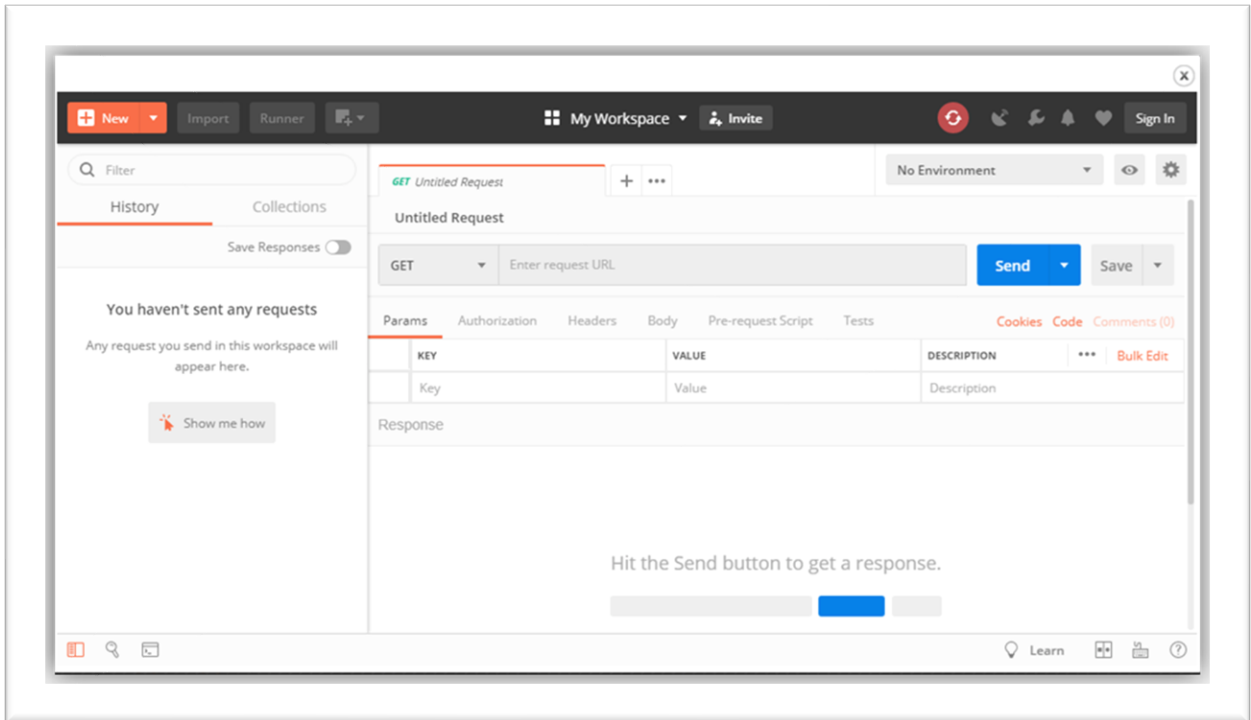 New Import Runner My Workspace Invite Sign In
Filter
History Collections
Save Responses
You haven't sent any requests
Any request you send in this workspace will
appear here.
Show me how
GET Untitled Request
No Environment
Untitled Request
GET Enter request URL Send Save
Params Authorization Headers Body Pre-request Script Tests Cookies Code Comments (0)
KEY VALUE DESCRIPTION Bulk Edit
Key Value Description
Response
Hit the Send button to get a response.
Learn